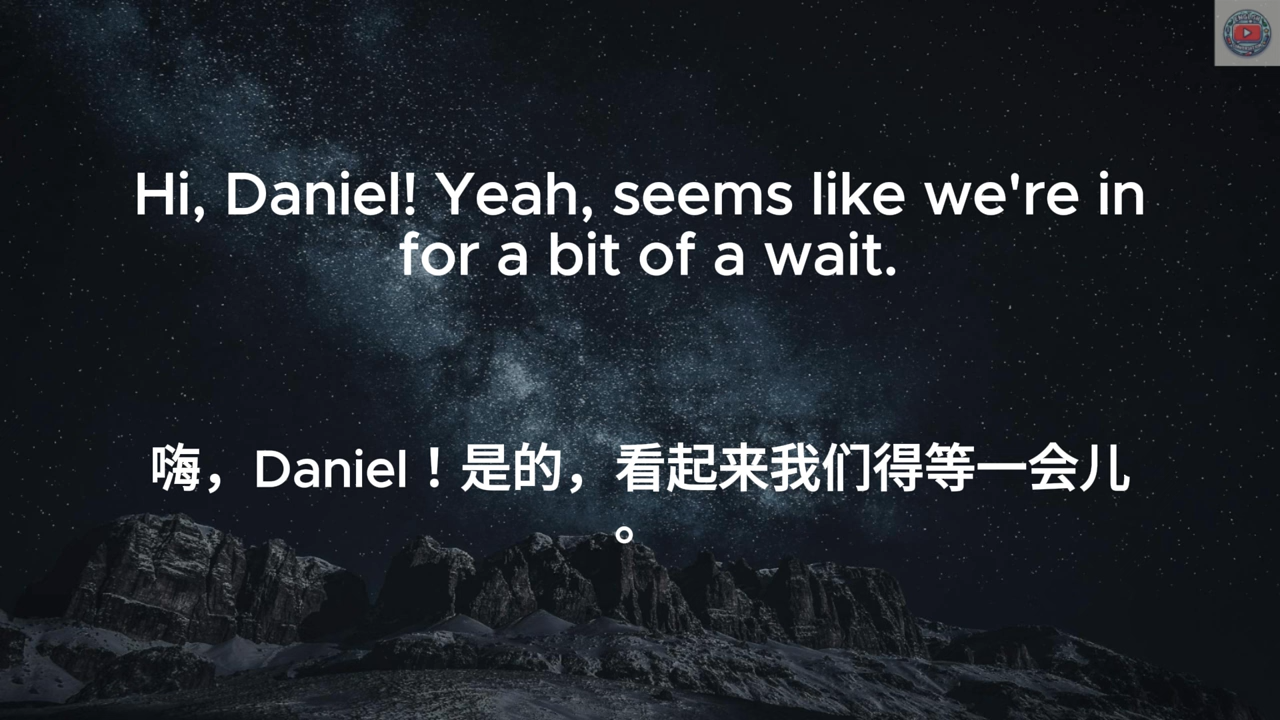 Hi, Daniel! Yeah, seems like we're in
for a bit of a wait.
嗨，Daniel！是的，看起来我们得等一会儿
。